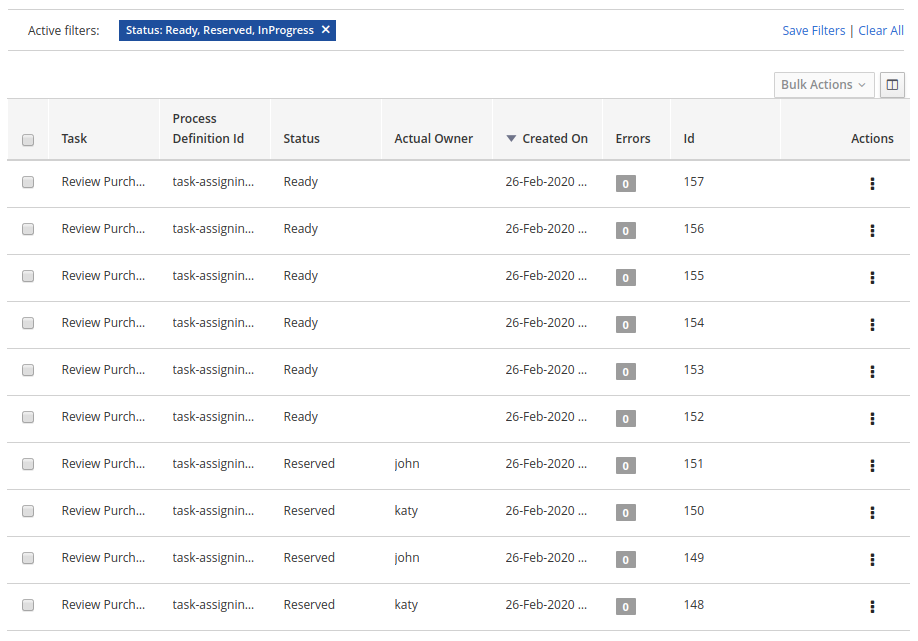 Active filters: Status: Ready, Reserved, InProgress ✕ Save Filters | Clear All
Bulk Actions
Task Process Definition Id Status Actual Owner Created On Errors Id Actions
Review Purch... task-assignin... Ready 26-Feb-2020 ... 0 157
Review Purch... task-assignin... Ready 26-Feb-2020 ... 0 156
Review Purch... task-assignin... Ready 26-Feb-2020 ... 0 155
Review Purch... task-assignin... Ready 26-Feb-2020 ... 0 154
Review Purch... task-assignin... Ready 26-Feb-2020 ... 0 153
Review Purch... task-assignin... Ready 26-Feb-2020 ... 0 152
Review Purch... task-assignin... Reserved john 26-Feb-2020 ... 0 151
Review Purch... task-assignin... Reserved katy 26-Feb-2020 ... 0 150
Review Purch... task-assignin... Reserved john 26-Feb-2020 ... 0 149
Review Purch... task-assignin... Reserved katy 26-Feb-2020 ... 0 148